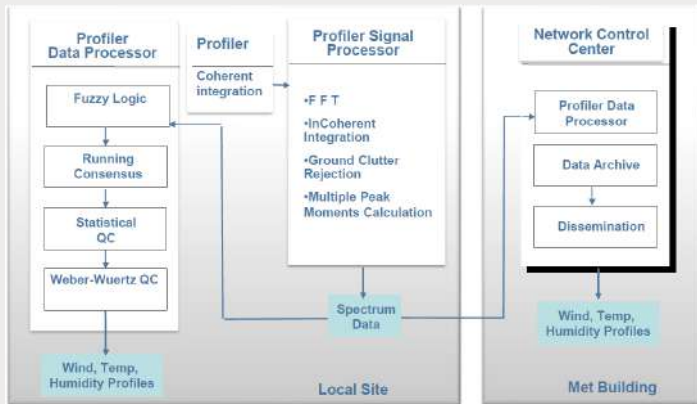 Profiler
Data Processor
Fuzzy Logic
Running
Consensus
Statistical
QC
Weber-Wuertz QC
Wind, Temp,
Humidity Profiles
Profiler
Coherent
integration
Profiler Signal
Processor
•F F T
•InCoherent
Integration
•Ground Clutter
Rejection
•Multiple Peak
Moments Calculation
Spectrum
Data
Local Site
Network Control
Center
Profiler Data
Processor
Data Archive
Dissemination
Wind, Temp,
Humidity Profiles
Met Building